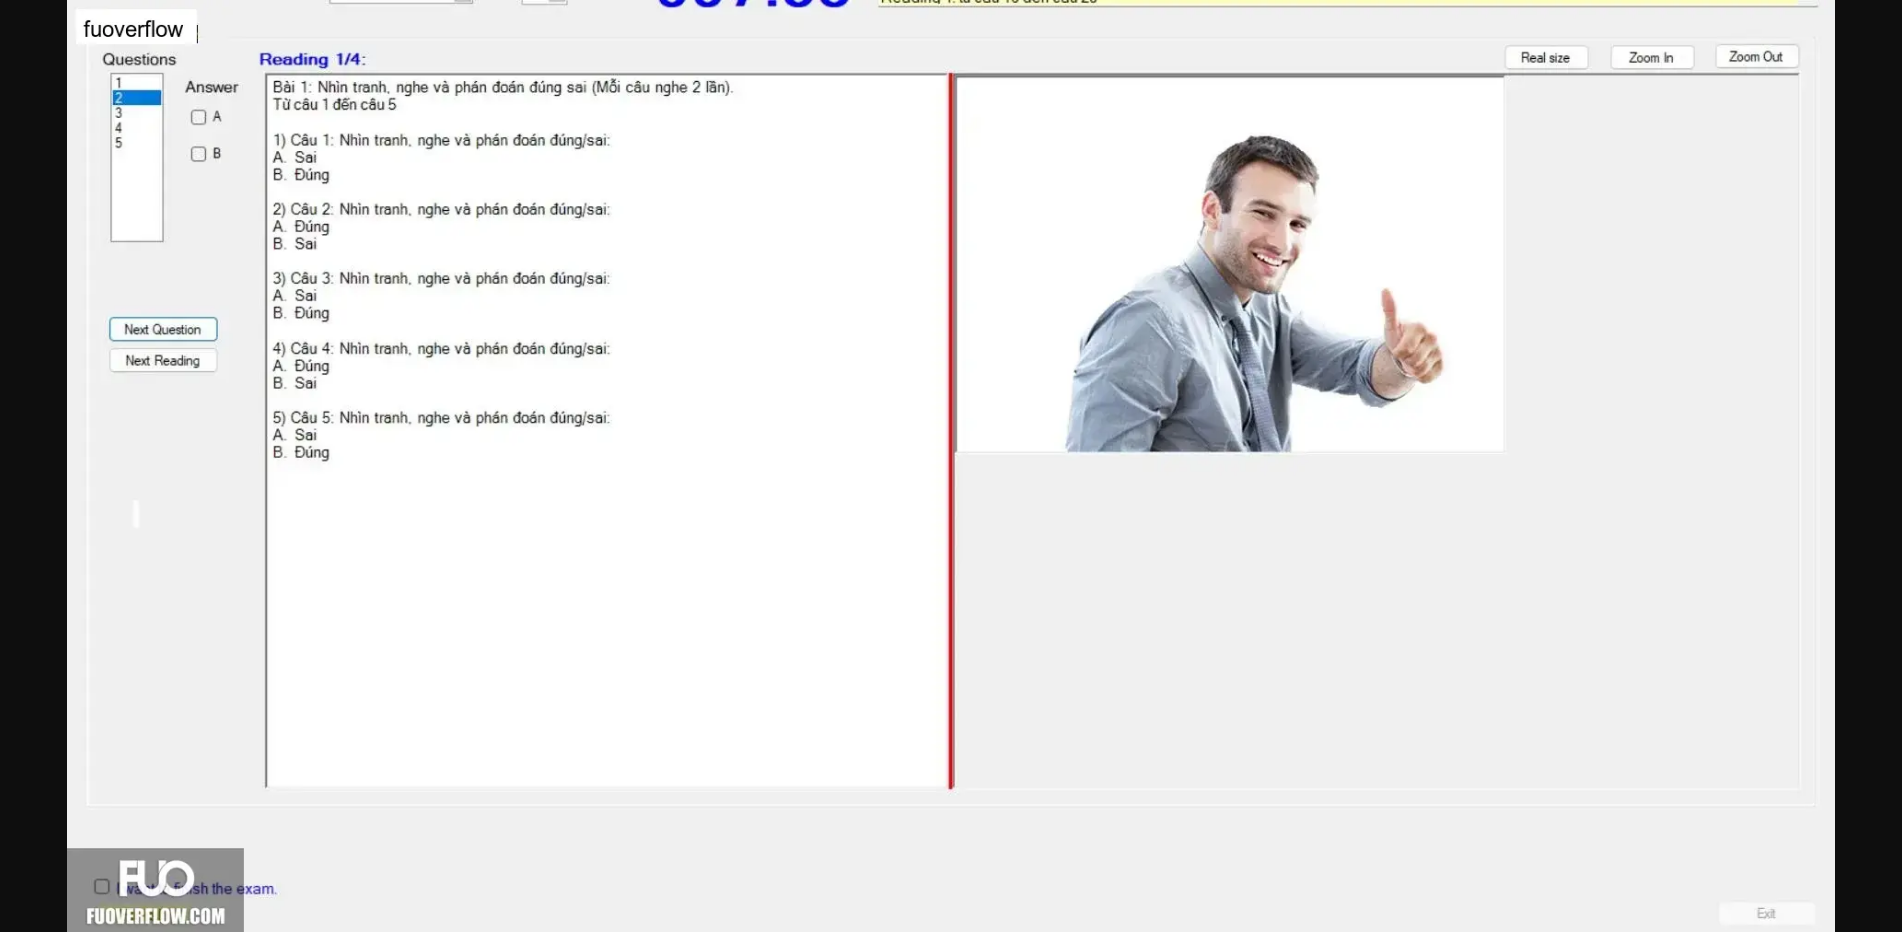 fuoverflow
Questions
Reading 1/4:
Real size
Zoom In
Zoom Out
1
2
3
4
5
Answer
A
B
Next Question
Next Reading
Bài 1: Nhìn tranh, nghe và phán đoán đúng sai (Mỗi câu nghe 2 lần).
Từ câu 1 đến câu 5
1) Câu 1: Nhìn tranh, nghe và phán đoán đúng/sai:
A. Sai
B. Đúng
2) Câu 2: Nhìn tranh, nghe và phán đoán đúng/sai:
A. Đúng
B. Sai
3) Câu 3: Nhìn tranh, nghe và phán đoán đúng/sai:
A. Sai
B. Đúng
4) Câu 4: Nhìn tranh, nghe và phán đoán đúng/sai:
A. Đúng
B. Sai
5) Câu 5: Nhìn tranh, nghe và phán đoán đúng/sai:
A. Sai
B. Đúng
FUO
the exam.
FUOVERFLOW.COM
Exit